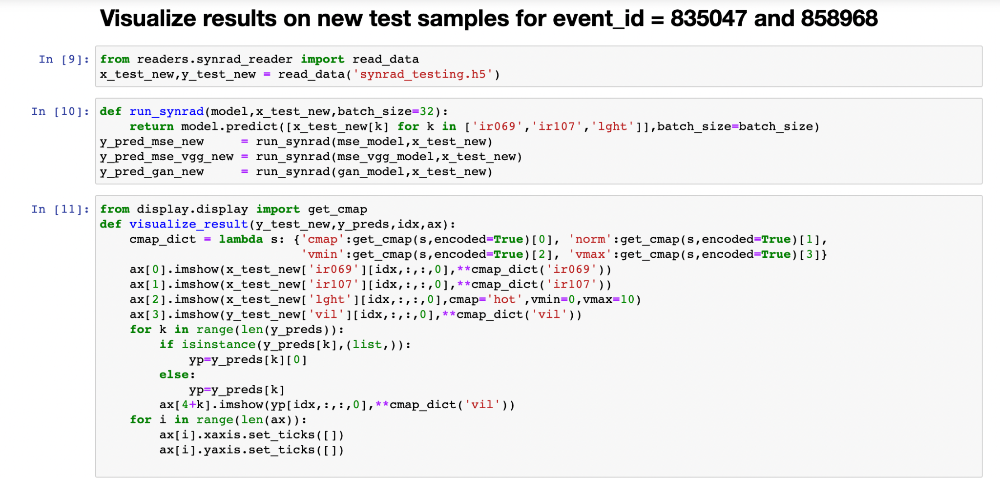 Visualize results on new test samples for event_id = 835047 and 858968
In [9]:
from readers.synrad_reader import read_data
x_test_new,y_test_new = read_data('synrad_testing.h5')
In [10]:
def run_synrad(model,x_test_new,batch_size=32):
    return model.predict([x_test_new[k] for k in ['ir069','ir107','lght']],batch_size=batch_size)
y_pred_mse_new     = run_synrad(mse_model,x_test_new)
y_pred_mse_vgg_new = run_synrad(mse_vgg_model,x_test_new)
y_pred_gan_new     = run_synrad(gan_model,x_test_new)
In [11]:
from display.display import get_cmap
def visualize_result(y_test_new,y_preds,idx,ax):
    cmap_dict = lambda s: {'cmap':get_cmap(s,encoded=True)[0], 'norm':get_cmap(s,encoded=True)[1],
                           'vmin':get_cmap(s,encoded=True)[2], 'vmax':get_cmap(s,encoded=True)[3]}
    ax[0].imshow(x_test_new['ir069'][idx,:,:,0],**cmap_dict('ir069'))
    ax[1].imshow(x_test_new['ir107'][idx,:,:,0],**cmap_dict('ir107'))
    ax[2].imshow(x_test_new['lght'][idx,:,:,0],cmap='hot',vmin=0,vmax=10)
    ax[3].imshow(y_test_new['vil'][idx,:,:,0],**cmap_dict('vil'))
    for k in range(len(y_preds)):
        if isinstance(y_preds[k],(list,)):
            yp=y_preds[k][0]
        else:
            yp=y_preds[k]
        ax[4+k].imshow(yp[idx,:,:,0],**cmap_dict('vil'))
    for i in range(len(ax)):
        ax[i].xaxis.set_ticks([])
        ax[i].yaxis.set_ticks([])